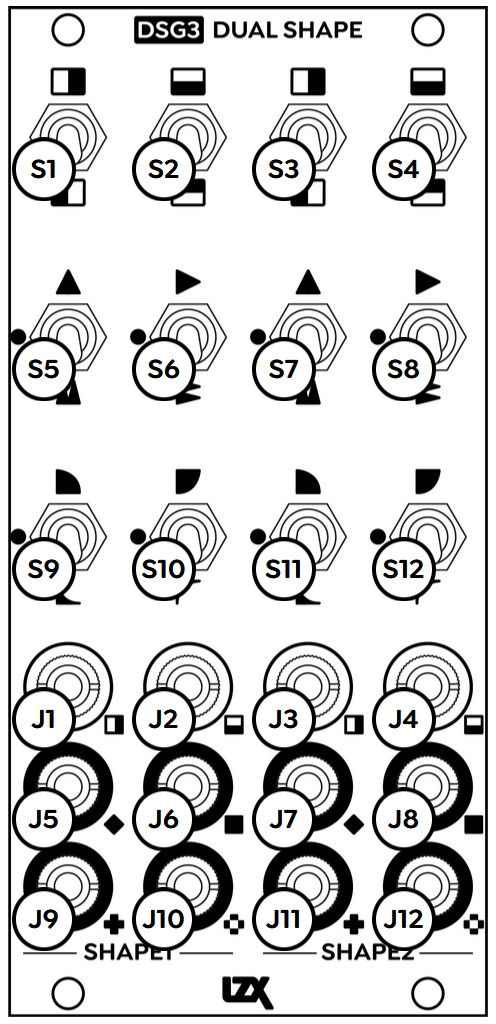 DSG3 DUAL SHAPE
S1 S2 S3 S4
S5 S6 S7 S8
S9 S10 S11 S12
J1 J2 J3 J4
J5 J6 J7 J8
J9 J10 J11 J12
SHAPE1 SHAPE2
LZX